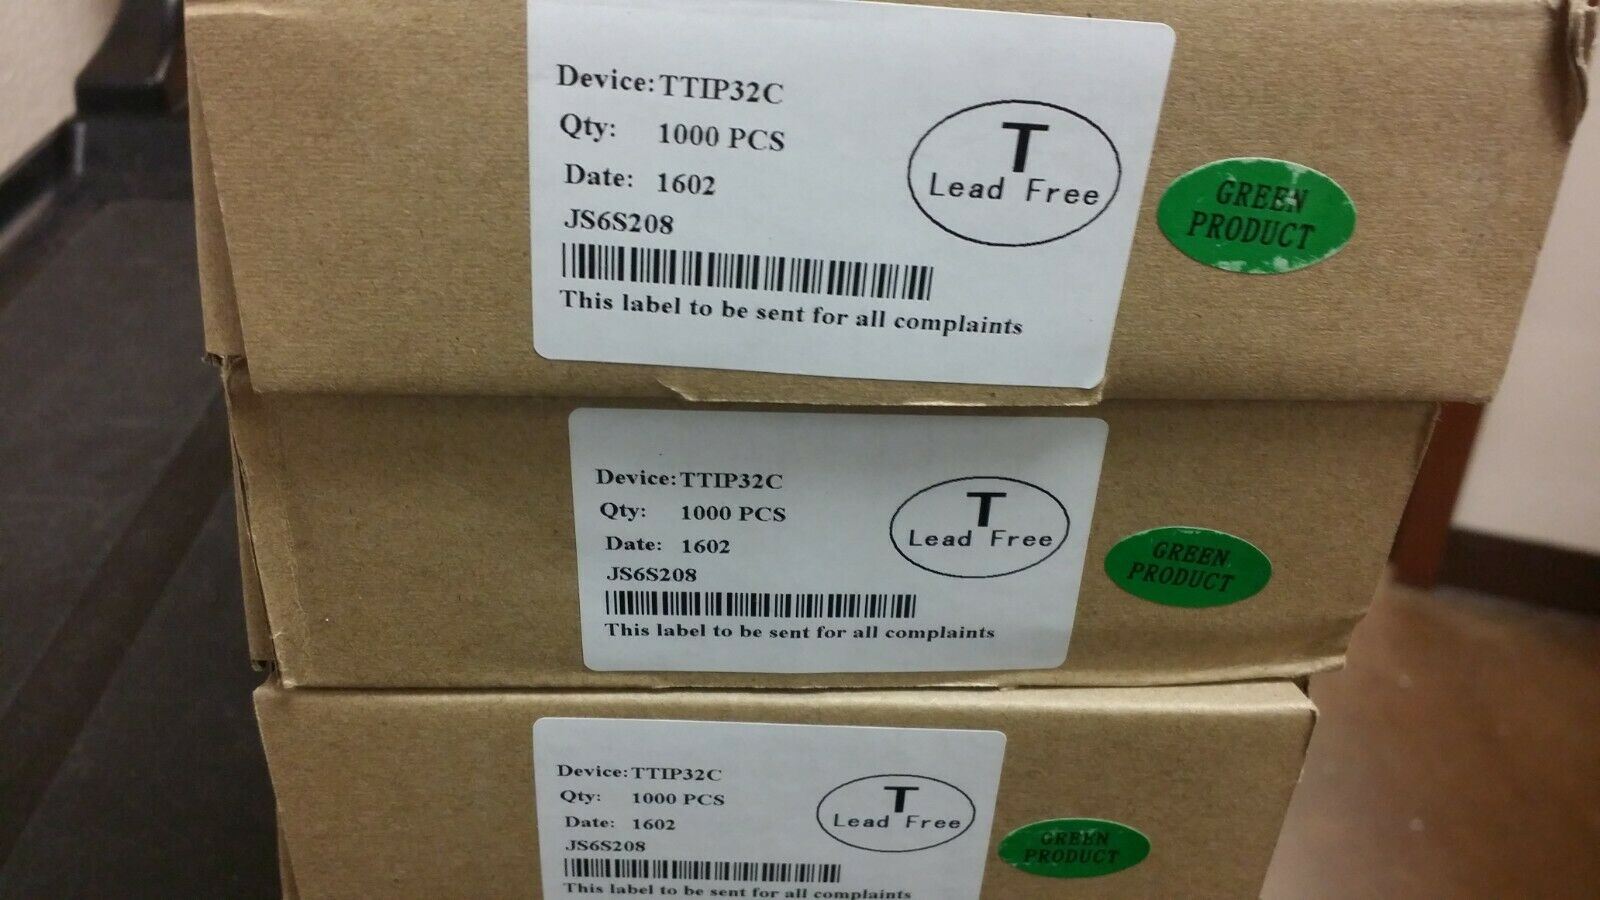 Device: TTIP32C
Qty: 1000 PCS
Date: 1602
JS6S208
This label to be sent for all complaints
T
Lead Free
GREEN
PRODUCT
Device: TTIP32C
Qty: 1000 PCS
Date: 1602
JS6S208
This label to be sent for all complaints
T
Lead Free
GREEN
PRODUCT
Device: TTIP32C
Qty: 1000 PCS
Date: 1602
JS6S208
This label to be sent for all complaints
T
Lead Free
GREEN
PRODUCT